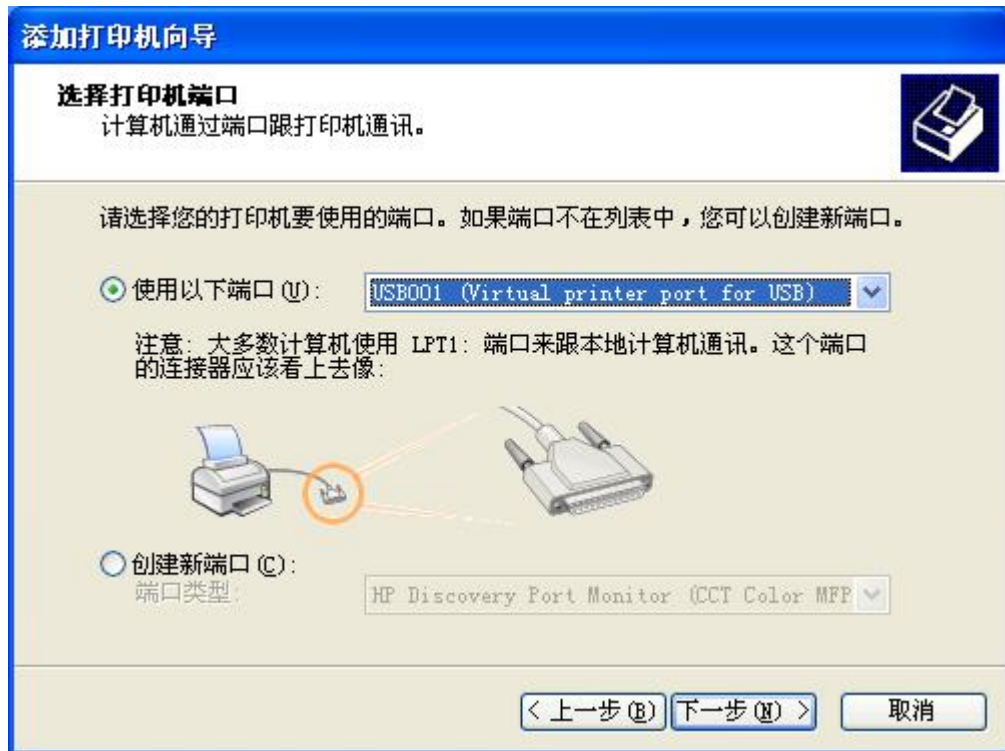 添加打印机向导
选择打印机端口
计算机通过端口跟打印机通讯。
请选择您的打印机要使用的端口。如果端口不在列表中，您可以创建新端口。
使用以下端口(U):
USB001 (Virtual printer port for USB)
注意: 大多数计算机使用 LPT1: 端口来跟本地计算机通讯。这个端口
的连接器应该看上去像:
创建新端口(C):
端口类型:
HP Discovery Port Monitor (CCT Color MFP
< 上一步(B)
下一步(N) >
取消